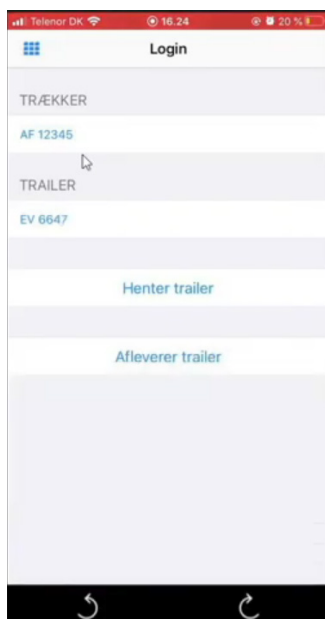 Telenor DK 16.24 20 %
Login
TRÆKKER
AF 12345
TRAILER
EV 6647
Henter trailer
Afleverer trailer